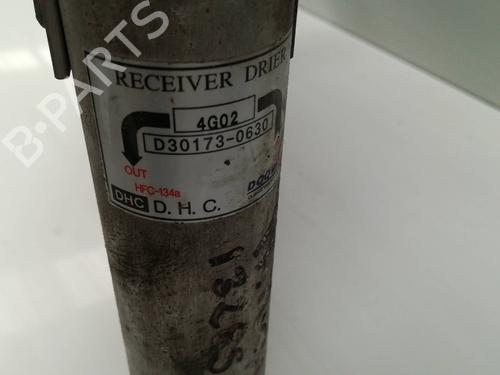 B-PARTS
RECEIVER DRIER
4G02
D30173-0630
OUT
HFC-134a
DHC D. H. C.